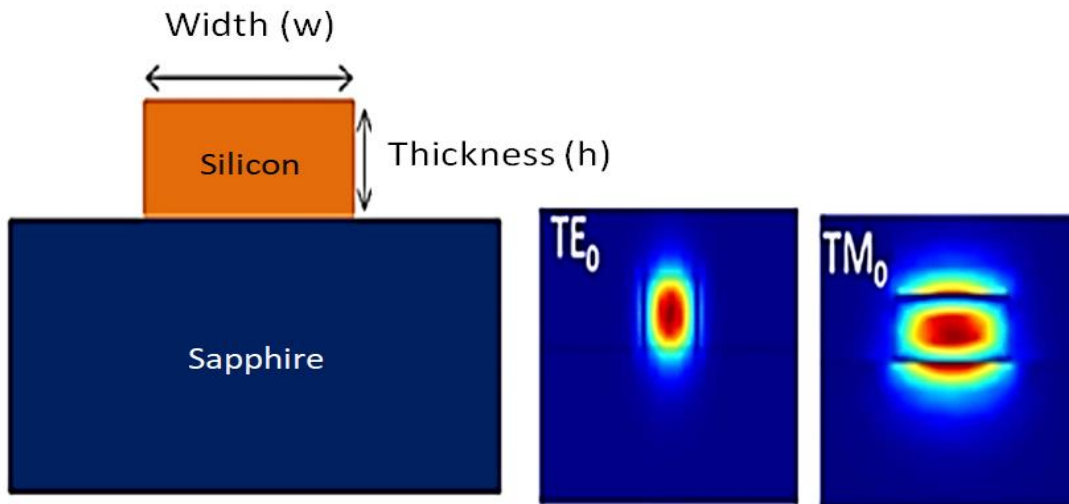 Width (w)
Silicon
Thickness (h)
Sapphire
TE₀
TM₀